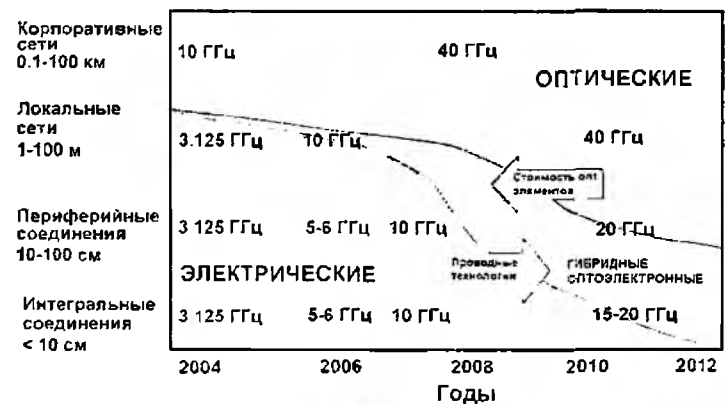 Корпоративные
сети
0.1-100 км
10 ГГц
40 ГГц
ОПТИЧЕСКИЕ
Локальные
сети
1-100 м
3.125 ГГц
10 ГГц
40 ГГц
Стоимость опт
элементов
Периферийные
соединения
10-100 см
3 125 ГГц
5-6 ГГц
10 ГГц
20 ГГц
ЭЛЕКТРИЧЕСКИЕ
Проводные
технологии
ГИБРИДНЫЕ
ОПТОЭЛЕКТРОННЫЕ
Интегральные
соединения
< 10 см
3 125 ГГц
5-6 ГГц
10 ГГц
15-20 ГГц
2004
2006
2008
2010
2012
Годы